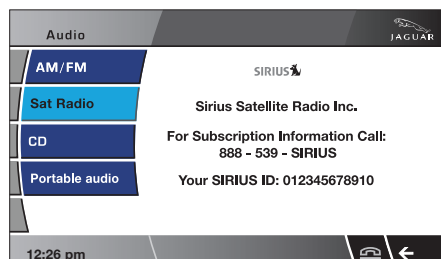 Audio
JAGUAR
AM/FM
Sat Radio
CD
Portable audio
SIRIUS
Sirius Satellite Radio Inc.
For Subscription Information Call:
888 - 539 - SIRIUS
Your SIRIUS ID: 012345678910
12:26 pm